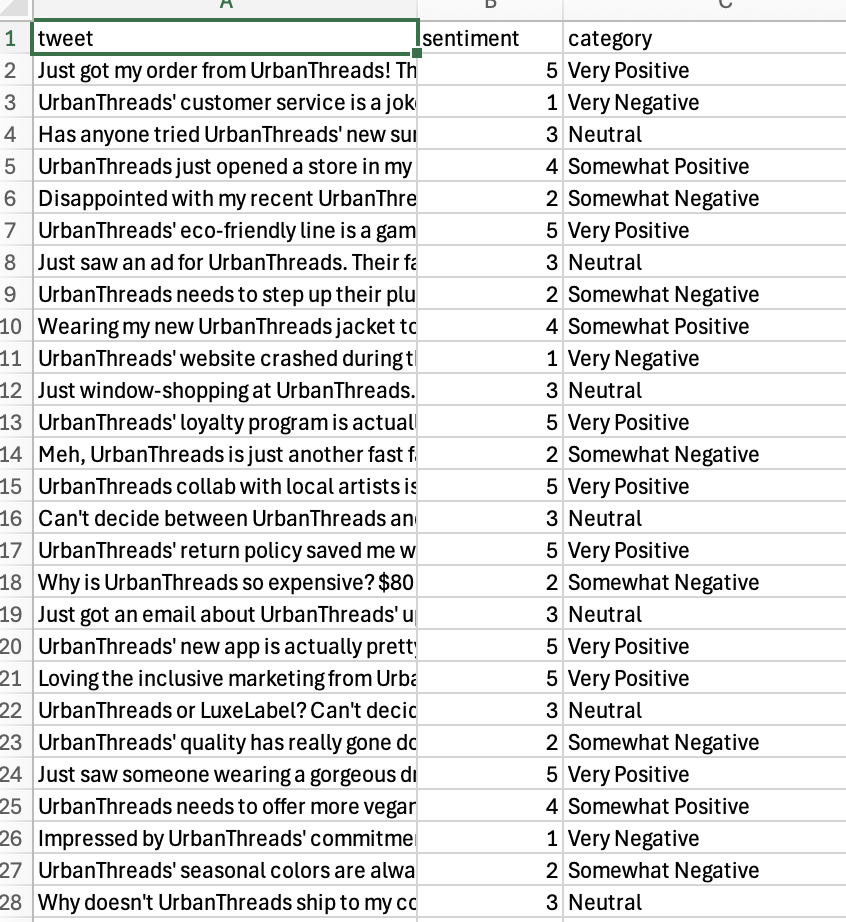 A B C
1 tweet sentiment category
2 Just got my order from UrbanThreads! Th 5 Very Positive
3 UrbanThreads' customer service is a jok 1 Very Negative
4 Has anyone tried UrbanThreads' new sur 3 Neutral
5 UrbanThreads just opened a store in my 4 Somewhat Positive
6 Disappointed with my recent UrbanThre 2 Somewhat Negative
7 UrbanThreads' eco-friendly line is a gam 5 Very Positive
8 Just saw an ad for UrbanThreads. Their fa 3 Neutral
9 UrbanThreads needs to step up their plu 2 Somewhat Negative
10 Wearing my new UrbanThreads jacket to 4 Somewhat Positive
11 UrbanThreads' website crashed during t 1 Very Negative
12 Just window-shopping at UrbanThreads. 3 Neutral
13 UrbanThreads' loyalty program is actual 5 Very Positive
14 Meh, UrbanThreads is just another fast f 2 Somewhat Negative
15 UrbanThreads collab with local artists is 5 Very Positive
16 Can't decide between UrbanThreads an 3 Neutral
17 UrbanThreads' return policy saved me w 5 Very Positive
18 Why is UrbanThreads so expensive? $80 2 Somewhat Negative
19 Just got an email about UrbanThreads' u 3 Neutral
20 UrbanThreads' new app is actually pretty 5 Very Positive
21 Loving the inclusive marketing from Urba 5 Very Positive
22 UrbanThreads or LuxeLabel? Can't decid 3 Neutral
23 UrbanThreads' quality has really gone do 2 Somewhat Negative
24 Just saw someone wearing a gorgeous dr 5 Very Positive
25 UrbanThreads needs to offer more vegan 4 Somewhat Positive
26 Impressed by UrbanThreads' commitme 1 Very Negative
27 UrbanThreads' seasonal colors are alwa 2 Somewhat Negative
28 Why doesn't UrbanThreads ship to my co 3 Neutral